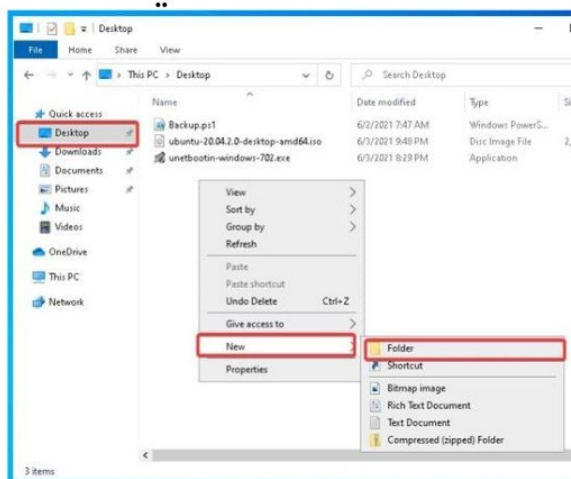 Desktop
File Home Share View
This PC > Desktop
Search Desktop
Name Date modified Type
Quick access
Desktop
Downloads
Documents
Pictures
Music
Videos
OneDrive
This PC
Network
Backup.ps1 6/2/2021 7:47 AM Windows PowerS...
ubuntu-20.04.2.0-desktop-amd64.iso 6/3/2021 9:48 PM Disc Image File 2,
unetbootin-windows-702.exe 6/3/2021 8:29 PM Application
View
Sort by
Group by
Refresh
Paste
Paste shortcut
Undo Delete Ctrl+Z
Give access to
New
Properties
Folder
Shortcut
Bitmap image
Rich Text Document
Text Document
Compressed (zipped) Folder
3 items